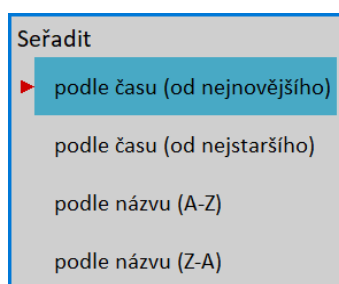 Seřadit
podle času (od nejnovějšího)
podle času (od nejstaršího)
podle názvu (A-Z)
podle názvu (Z-A)